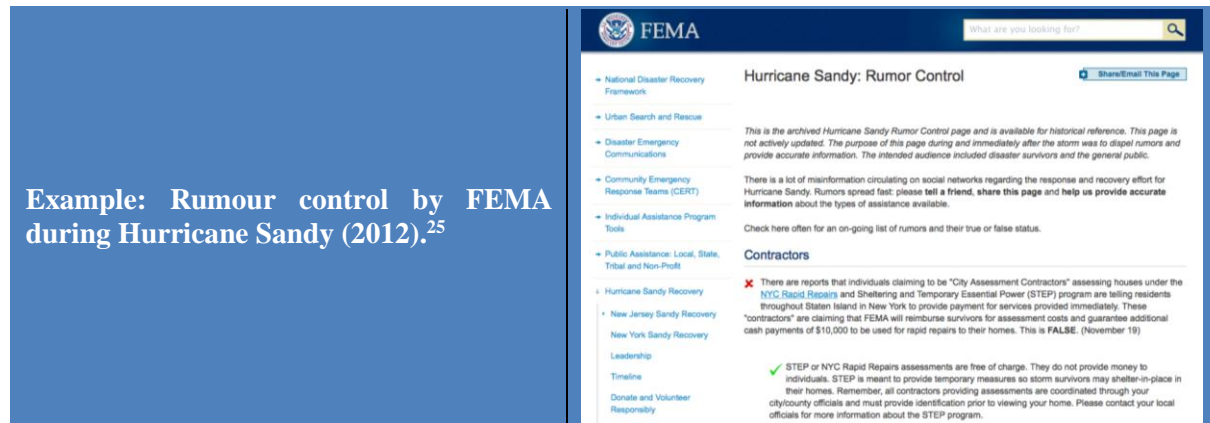 Example: Rumour control by FEMA
during Hurricane Sandy (2012).25
FEMA
What are you looking for?
National Disaster Recovery
Framework
Urban Search and Rescue
Disaster Emergency
Communications
Community Emergency
Response Teams (CERT)
Individual Assistance Program
Tools
Public Assistance: Local, State,
Tribal and Non-Profit
Hurricane Sandy Recovery
New Jersey Sandy Recovery
New York Sandy Recovery
Leadership
Timeline
Donate and Volunteer
Responsibly
Hurricane Sandy: Rumor Control
Share/Email This Page
This is the archived Hurricane Sandy Rumor Control page and is available for historical reference. This page is
not actively updated. The purpose of this page during and immediately after the storm was to dispel rumors and
provide accurate information. The intended audience included disaster survivors and the general public.
There is a lot of misinformation circulating on social networks regarding the response and recovery effort for
Hurricane Sandy. Rumors spread fast: please tell a friend, share this page and help us provide accurate
information about the types of assistance available.
Check here often for an on-going list of rumors and their true or false status.
Contractors
There are reports that individuals claiming to be "City Assessment Contractors" assessing houses under the
NYC Rapid Repairs and Sheltering and Temporary Essential Power (STEP) program are telling residents
throughout Staten Island in New York to provide payment for services provided immediately. These
"contractors" are claiming that FEMA will reimburse survivors for assessment costs and guarantee additional
cash payments of $10,000 to be used for rapid repairs to their homes. This is FALSE. (November 19)
STEP or NYC Rapid Repairs assessments are free of charge. They do not provide money to
individuals. STEP is meant to provide temporary measures so storm survivors may shelter-in-place in
their homes. Remember, all contractors providing assessments are coordinated through your
city/county officials and must provide identification prior to viewing your home. Please contact your local
officials for more information about the STEP program.